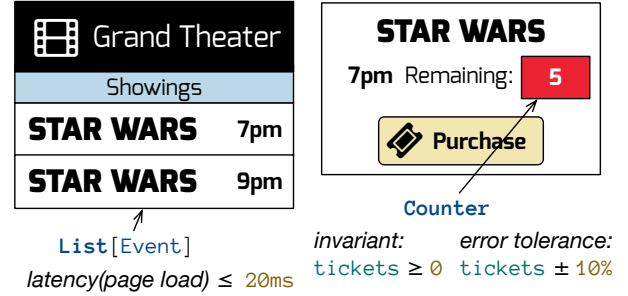 Grand Theater
Showings
STAR WARS 7pm
STAR WARS 9pm
List[Event]
latency(page load) ≤ 20ms
STAR WARS
7pm Remaining: 5
Purchase
Counter
invariant:
tickets ≥ 0
error tolerance:
tickets ± 10%